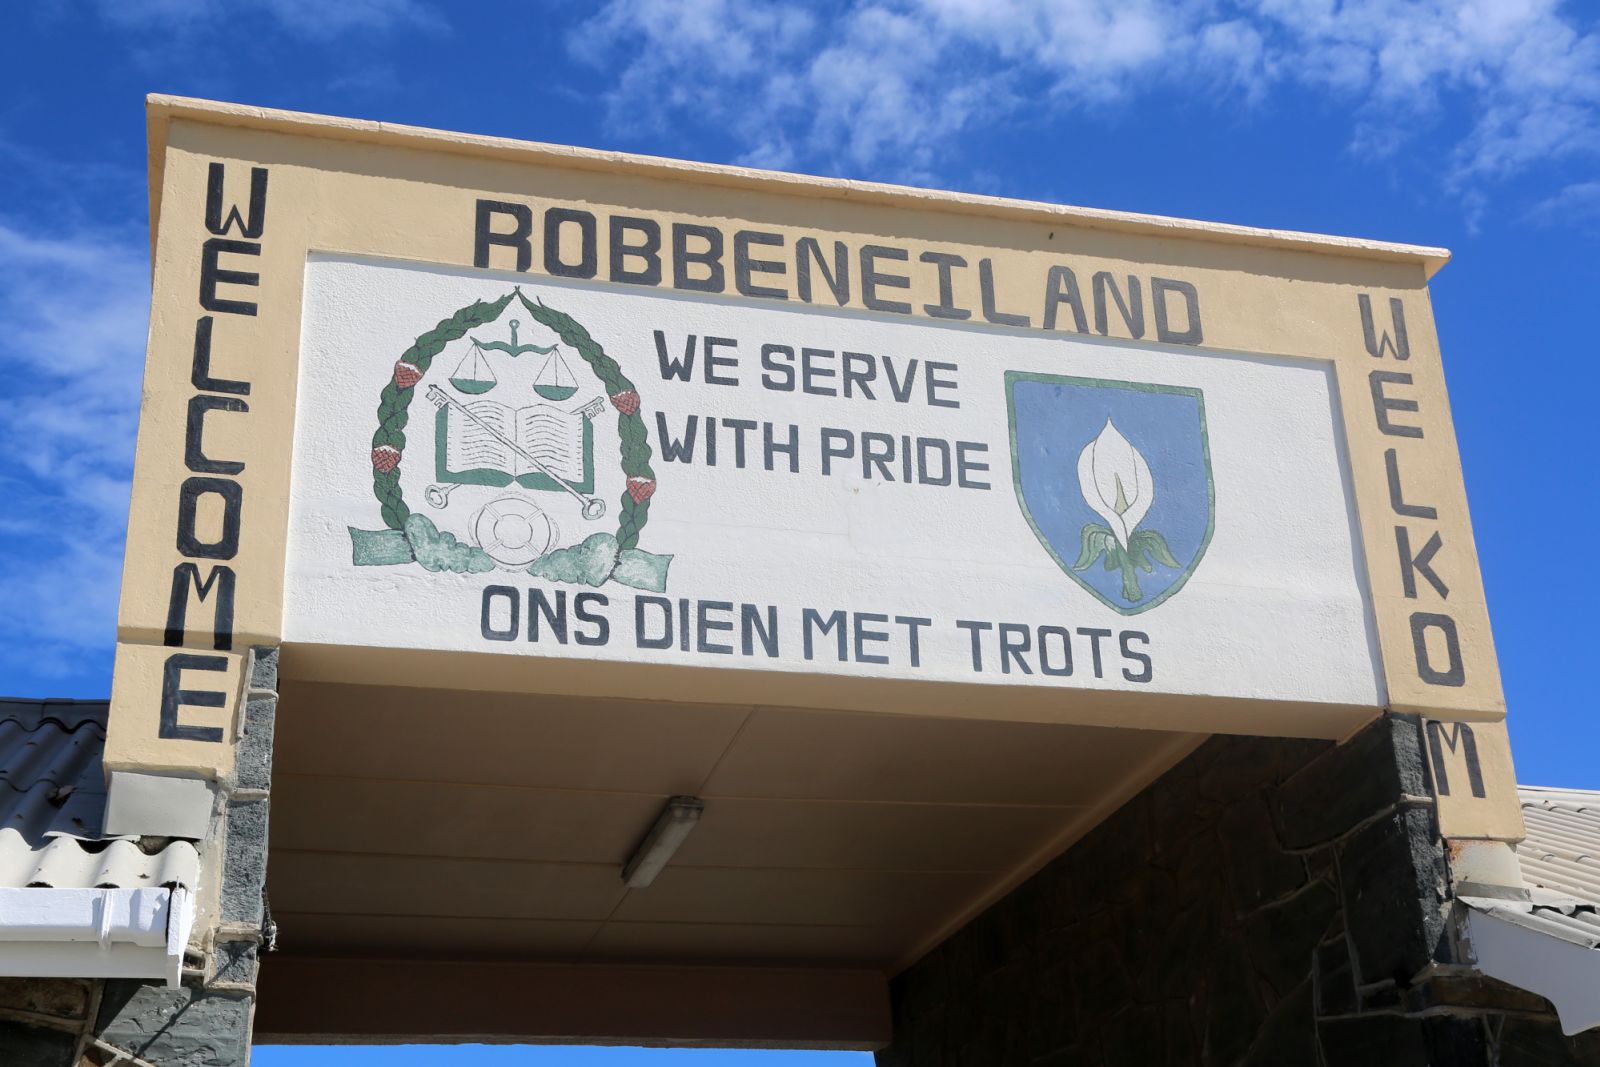 WELCOME
ROBBENEILAND
WE SERVE
WITH PRIDE
ONS DIEN MET TROTS
WELKOM